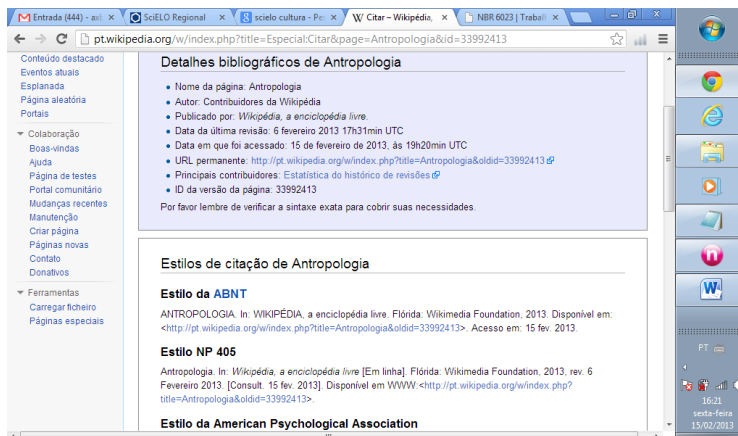 Entrada (444) - axl
SciELO Regional
scielo cultura - Pe
Citar – Wikipédia,
NBR 6023 | Trabal
pt.wikipedia.org/w/index.php?title=Especial:Citar&page=Antropologia&id=33992413
Conteúdo destacado
Eventos atuais
Esplanada
Página aleatória
Portais
Colaboração
Boas-vindas
Ajuda
Página de testes
Portal comunitário
Mudanças recentes
Manutenção
Criar página
Páginas novas
Contato
Donativos
Ferramentas
Carregar ficheiro
Páginas especiais
Detalhes bibliográficos de Antropologia
Nome da página: Antropologia
Autor: Contribuidores da Wikipédia
Publicado por: Wikipédia, a enciclopédia livre.
Data da última revisão: 6 fevereiro 2013 17h31min UTC
Data em que foi acessado: 15 de fevereiro de 2013, às 19h20min UTC
URL permanente: http://pt.wikipedia.org/w/index.php?title=Antropologia&oldid=33992413
Principais contribuidores: Estatística do histórico de revisões
ID da versão da página: 33992413
Por favor lembre de verificar a sintaxe exata para cobrir suas necessidades.
Estilos de citação de Antropologia
Estilo da ABNT
ANTROPOLOGIA. In: WIKIPÉDIA, a enciclopédia livre. Flórida: Wikimedia Foundation, 2013. Disponível em:
<http://pt.wikipedia.org/w/index.php?title=Antropologia&oldid=33992413>. Acesso em: 15 fev. 2013.
Estilo NP 405
Antropologia. In: Wikipédia, a enciclopédia livre [Em linha]. Flórida: Wikimedia Foundation, 2013, rev. 6
Fevereiro 2013. [Consult. 15 fev. 2013]. Disponível em WWW:<http://pt.wikipedia.org/w/index.php?
title=Antropologia&oldid=33992413>.
Estilo da American Psychological Association
PT
16:21
sexta-feira
15/02/2013